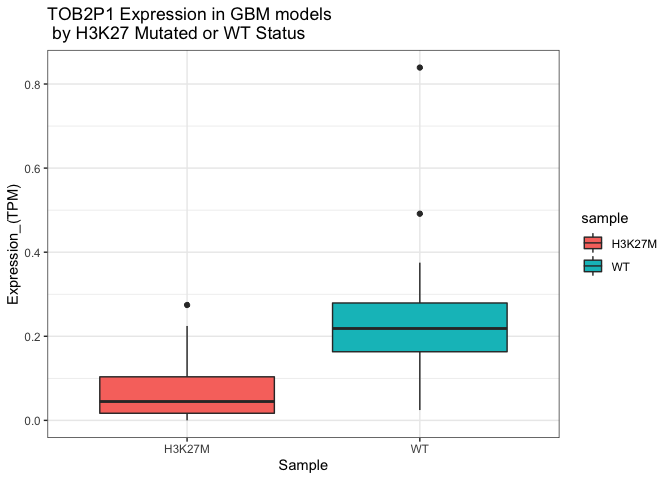 TOB2P1 Expression in GBM models
by H3K27 Mutated or WT Status
Expression_(TPM)
0.8
0.6
0.4
0.2
0.0
H3K27M
WT
Sample
sample
H3K27M
WT